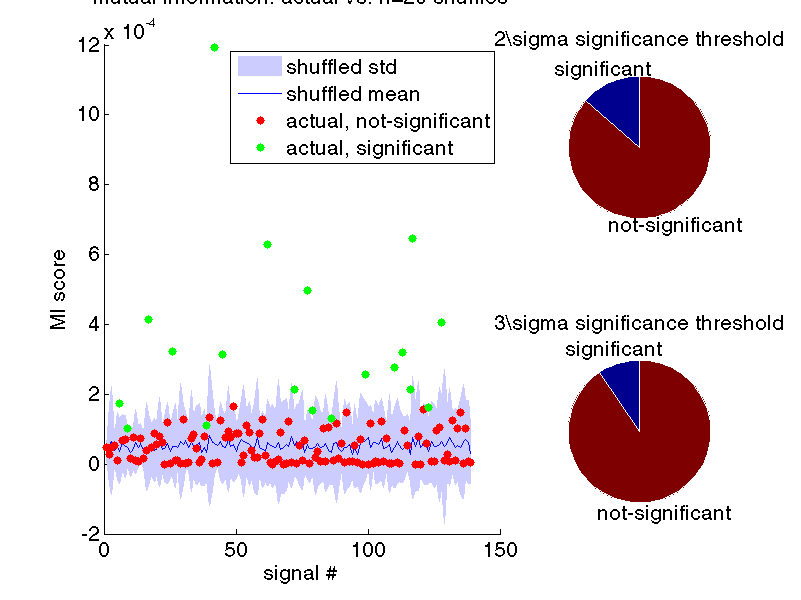 mutual information: actual vs. n=20 shuffles
x 10^-4
12
10
8
6
4
2
0
-2
0
50
100
150
MI score
signal #
shuffled std
shuffled mean
actual, not-significant
actual, significant
2\sigma significance threshold
significant
not-significant
3\sigma significance threshold
significant
not-significant